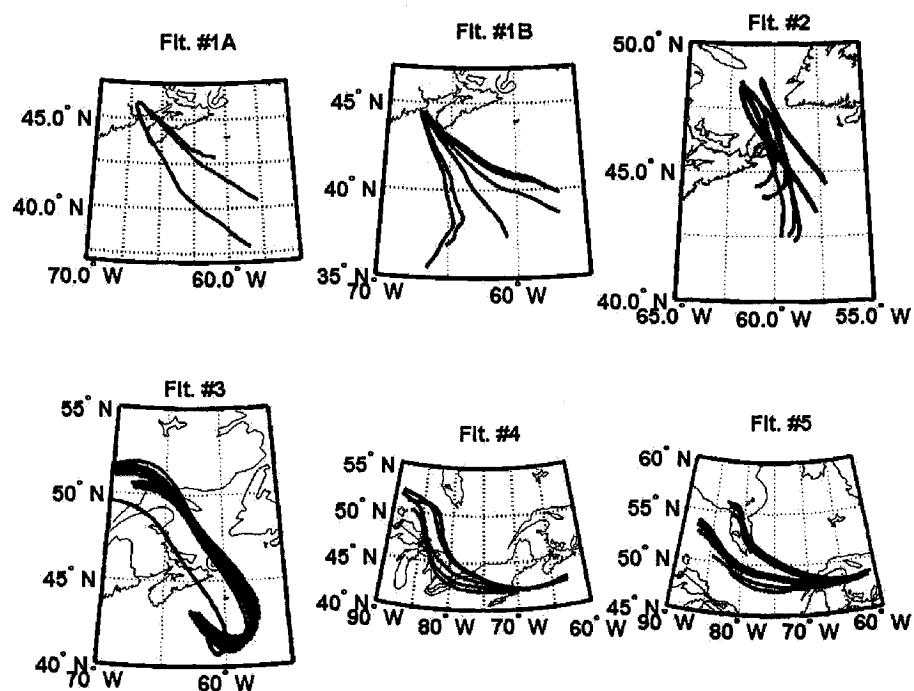 Flt. #1A
45.0° N
40.0° N
70.0° W
60.0° W
Flt. #1B
45° N
40° N
35° N
70° W
60° W
Flt. #2
50.0° N
45.0° N
40.0° N
65.0° W
60.0° W
55.0° W
Flt. #3
55° N
50° N
45° N
40° N
70° W
60° W
Flt. #4
55° N
50° N
45° N
40° N
90° W
80° W
70° W
60° W
Flt. #5
60° N
55° N
50° N
45° N
90° W
80° W
70° W
60° W